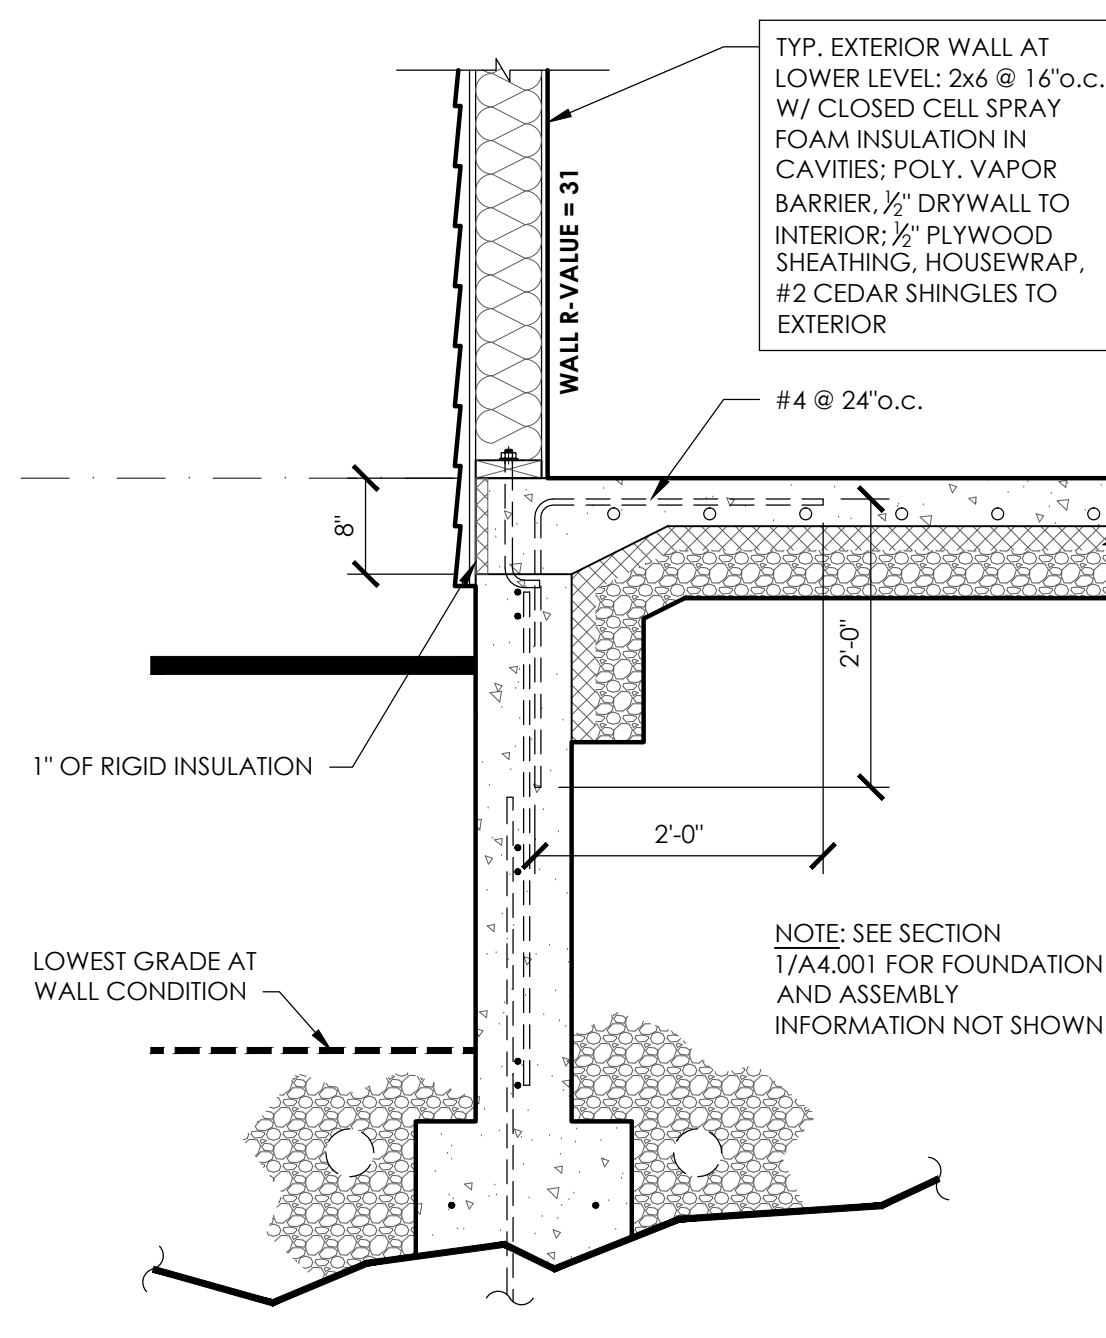 TYP. EXTERIOR WALL AT
LOWER LEVEL: 2x6 @ 16"o.c.
W/ CLOSED CELL SPRAY
FOAM INSULATION IN
CAVITIES; POLY. VAPOR
BARRIER, ½" DRYWALL TO
INTERIOR; ½" PLYWOOD
SHEATHING, HOUSEWRAP,
#2 CEDAR SHINGLES TO
EXTERIOR
WALL R-VALUE = 31
#4 @ 24"o.c.
8"
2'-0"
1" OF RIGID INSULATION
2'-0"
LOWEST GRADE AT
WALL CONDITION
NOTE: SEE SECTION
1/A4.001 FOR FOUNDATION
AND ASSEMBLY
INFORMATION NOT SHOWN